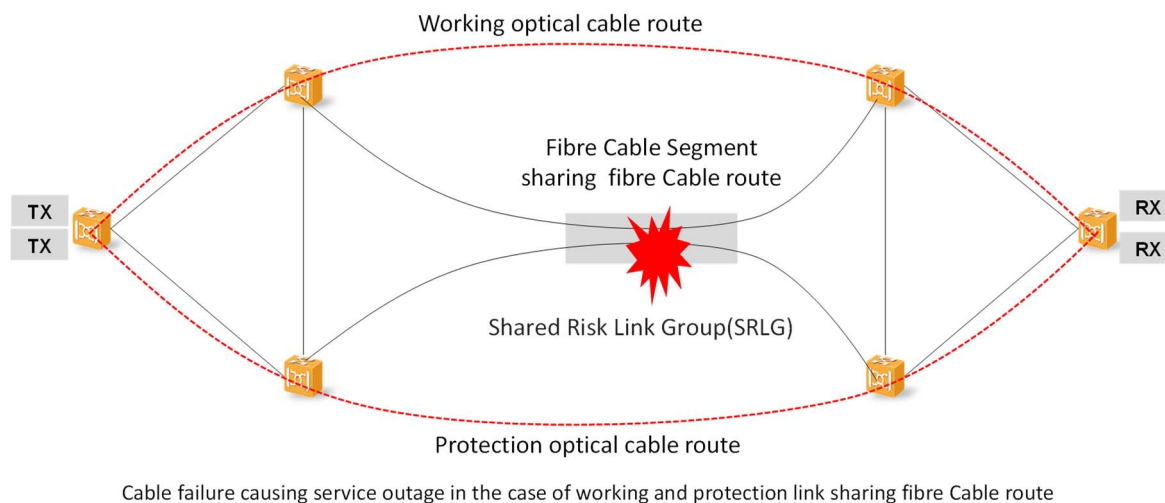 Working optical cable route
Fibre Cable Segment
sharing fibre Cable route
TX
TX
RX
RX
Shared Risk Link Group(SRLG)
Protection optical cable route
Cable failure causing service outage in the case of working and protection link sharing fibre Cable route